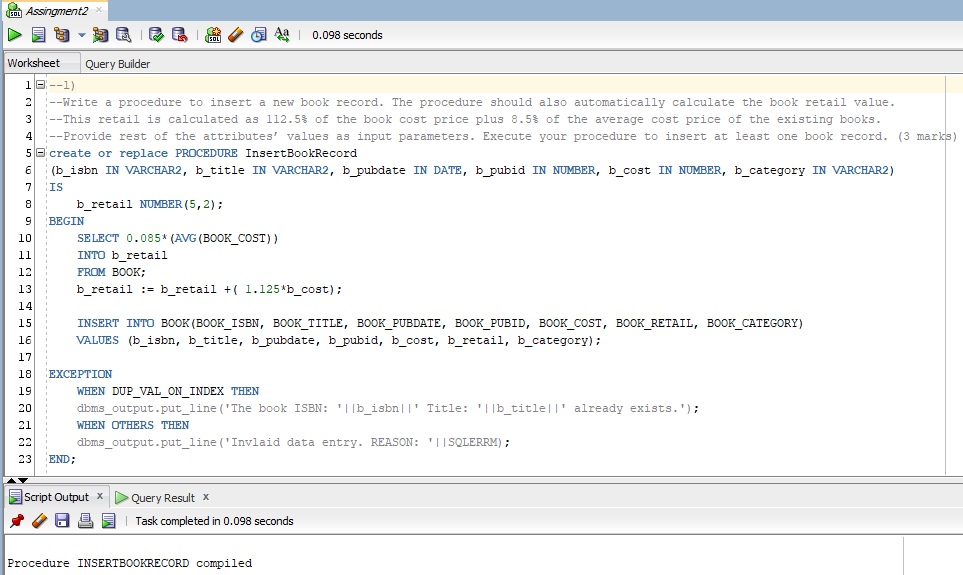 Assingment2
SQL Aa 0.098 seconds
Worksheet Query Builder
1 --1)
2 --Write a procedure to insert a new book record. The procedure should also automatically calculate the book retail value.
3 --This retail is calculated as 112.5% of the book cost price plus 8.5% of the average cost price of the existing books.
4 --Provide rest of the attributes’ values as input parameters. Execute your procedure to insert at least one book record. (3 marks)
5 create or replace PROCEDURE InsertBookRecord
6 (b_isbn IN VARCHAR2, b_title IN VARCHAR2, b_pubdate IN DATE, b_pubid IN NUMBER, b_cost IN NUMBER, b_category IN VARCHAR2)
7 IS
8 b_retail NUMBER(5,2);
9 BEGIN
10 SELECT 0.085*(AVG(BOOK_COST))
11 INTO b_retail
12 FROM BOOK;
13 b_retail := b_retail +( 1.125*b_cost);
14
15 INSERT INTO BOOK(BOOK_ISBN, BOOK_TITLE, BOOK_PUBDATE, BOOK_PUBID, BOOK_COST, BOOK_RETAIL, BOOK_CATEGORY)
16 VALUES (b_isbn, b_title, b_pubdate, b_pubid, b_cost, b_retail, b_category);
17
18 EXCEPTION
19 WHEN DUP_VAL_ON_INDEX THEN
20 dbms_output.put_line('The book ISBN: '||b_isbn||' Title: '||b_title||' already exists.');
21 WHEN OTHERS THEN
22 dbms_output.put_line('Invlaid data entry. REASON: '||SQLERRM);
23 END;
Script Output x Query Result x
Task completed in 0.098 seconds
Procedure INSERTBOOKRECORD compiled